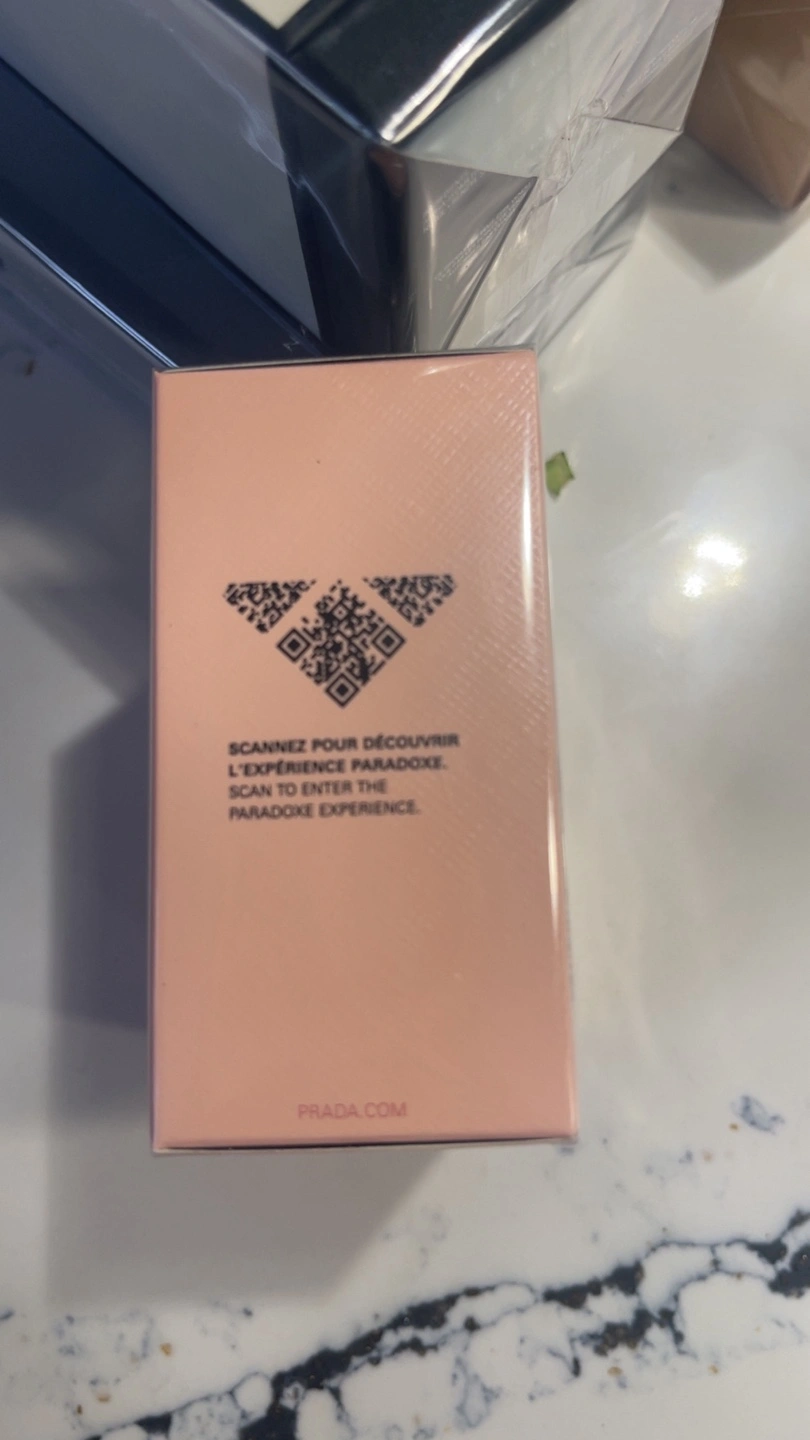 SCANNEZ POUR DÉCOUVRIR
L'EXPÉRIENCE PARADOXE.
SCAN TO ENTER THE
PARADOXE EXPERIENCE.
PRADA.COM